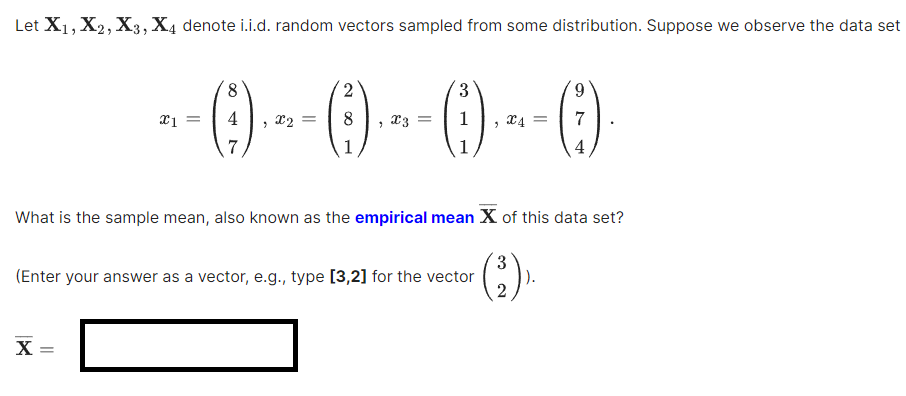 Let X₁, X₂, X₃, X₄ denote i.i.d. random vectors sampled from some distribution. Suppose we observe the data set
x₁ = (8 4 7), x₂ = (2 8 1), x₃ = (3 1 1), x₄ = (9 7 4).
What is the sample mean, also known as the empirical mean X̅ of this data set?
(Enter your answer as a vector, e.g., type [3,2] for the vector (3 2)).
X̅ =